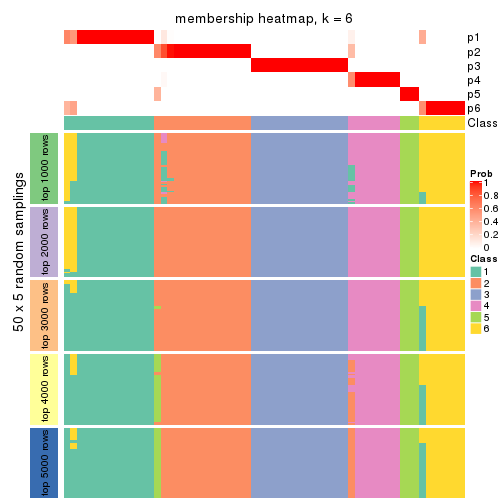 membership heatmap, k = 6
p1
p2
p3
p4
p5
p6
Class
50 x 5 random samplings
top 1000 rows
top 2000 rows
top 3000 rows
top 4000 rows
top 5000 rows
Prob
1
0.8
0.6
0.4
0.2
0
Class
1
2
3
4
5
6